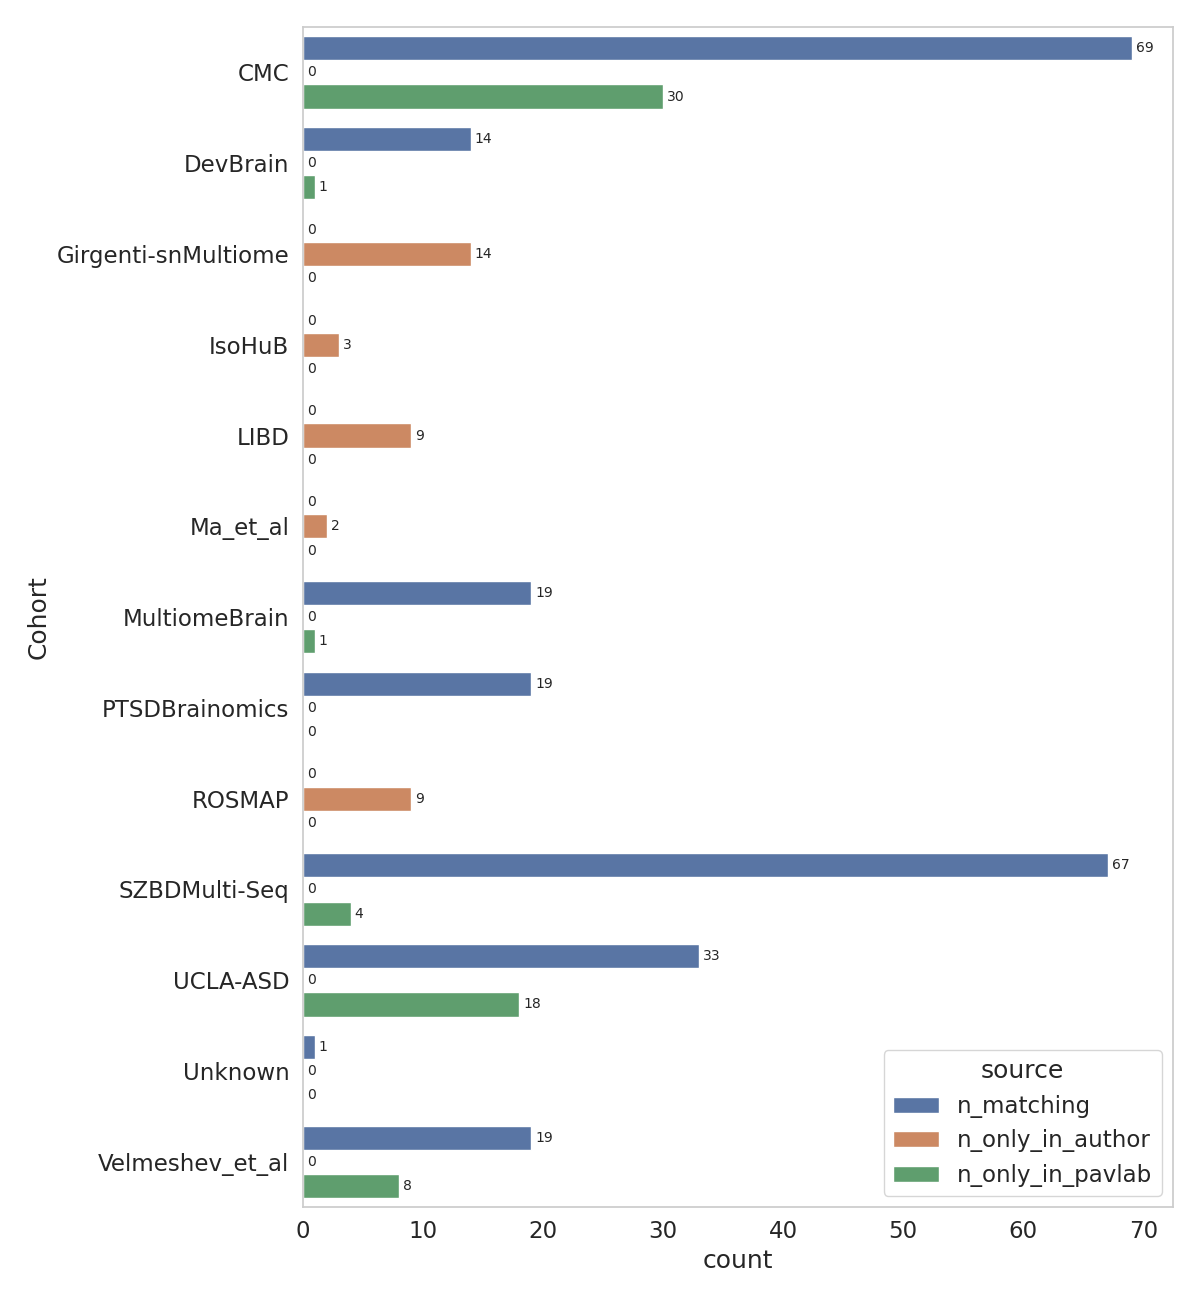 CMC
69
0
30
DevBrain
14
0
1
Girgenti-snMultiome
0
14
0
IsoHuB
0
3
0
LIBD
0
9
0
Ma_et_al
0
2
0
MultiomeBrain
19
0
1
PTSDBrainomics
19
0
0
ROSMAP
0
9
0
SZBDMulti-Seq
67
0
4
UCLA-ASD
33
0
18
Unknown
1
0
0
Velmeshev_et_al
19
0
8
Cohort
source
n_matching
n_only_in_author
n_only_in_pavlab
0 10 20 30 40 50 60 70
count